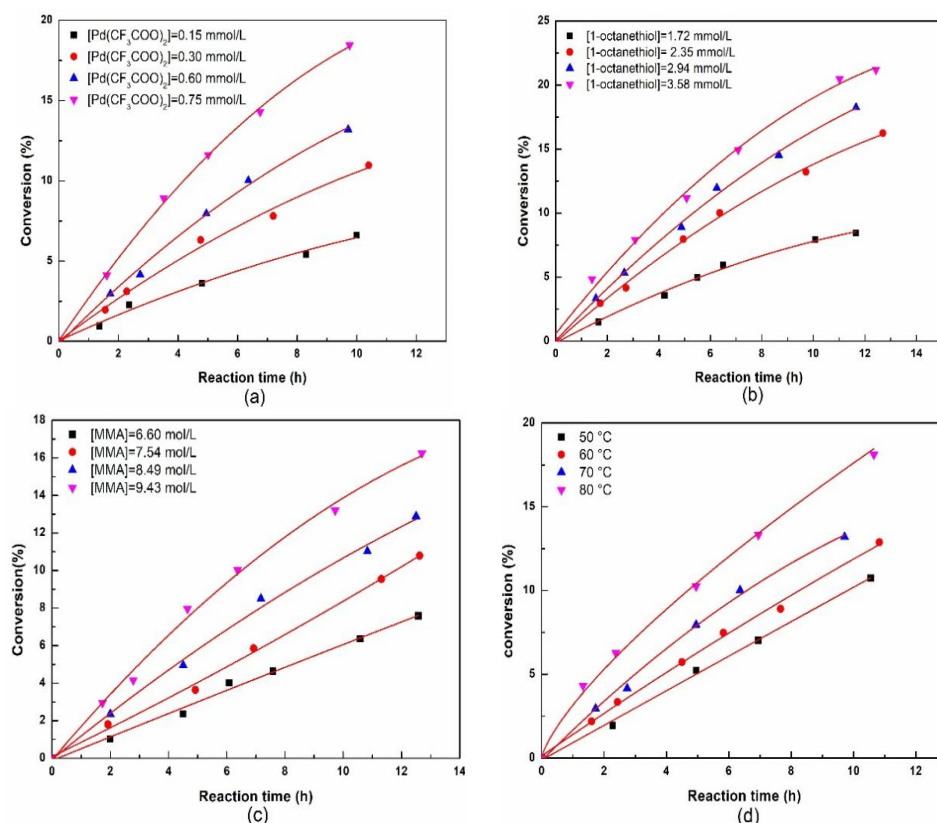 [Pd(CF3COO)2]=0.15 mmol/L
[Pd(CF3COO)2]=0.30 mmol/L
[Pd(CF3COO)2]=0.60 mmol/L
[Pd(CF3COO)2]=0.75 mmol/L
20
15
10
5
0
Conversion (%)
0 2 4 6 8 10 12
Reaction time (h)
(a)
[1-octanethiol]=1.72 mmol/L
[1-octanethiol]= 2.35 mmol/L
[1-octanethiol]=2.94 mmol/L
[1-octanethiol]=3.58 mmol/L
25
20
15
10
5
0
Conversion (%)
0 2 4 6 8 10 12 14
Reaction time (h)
(b)
[MMA]=6.60 mol/L
[MMA]=7.54 mol/L
[MMA]=8.49 mol/L
[MMA]=9.43 mol/L
18
16
14
12
10
8
6
4
2
0
Conversion(%)
2 4 6 8 10 12 14
Reaction time (h)
(c)
50 °C
60 °C
70 °C
80 °C
20
15
10
5
0
conversion (%)
0 2 4 6 8 10 12
Reaction time (h)
(d)